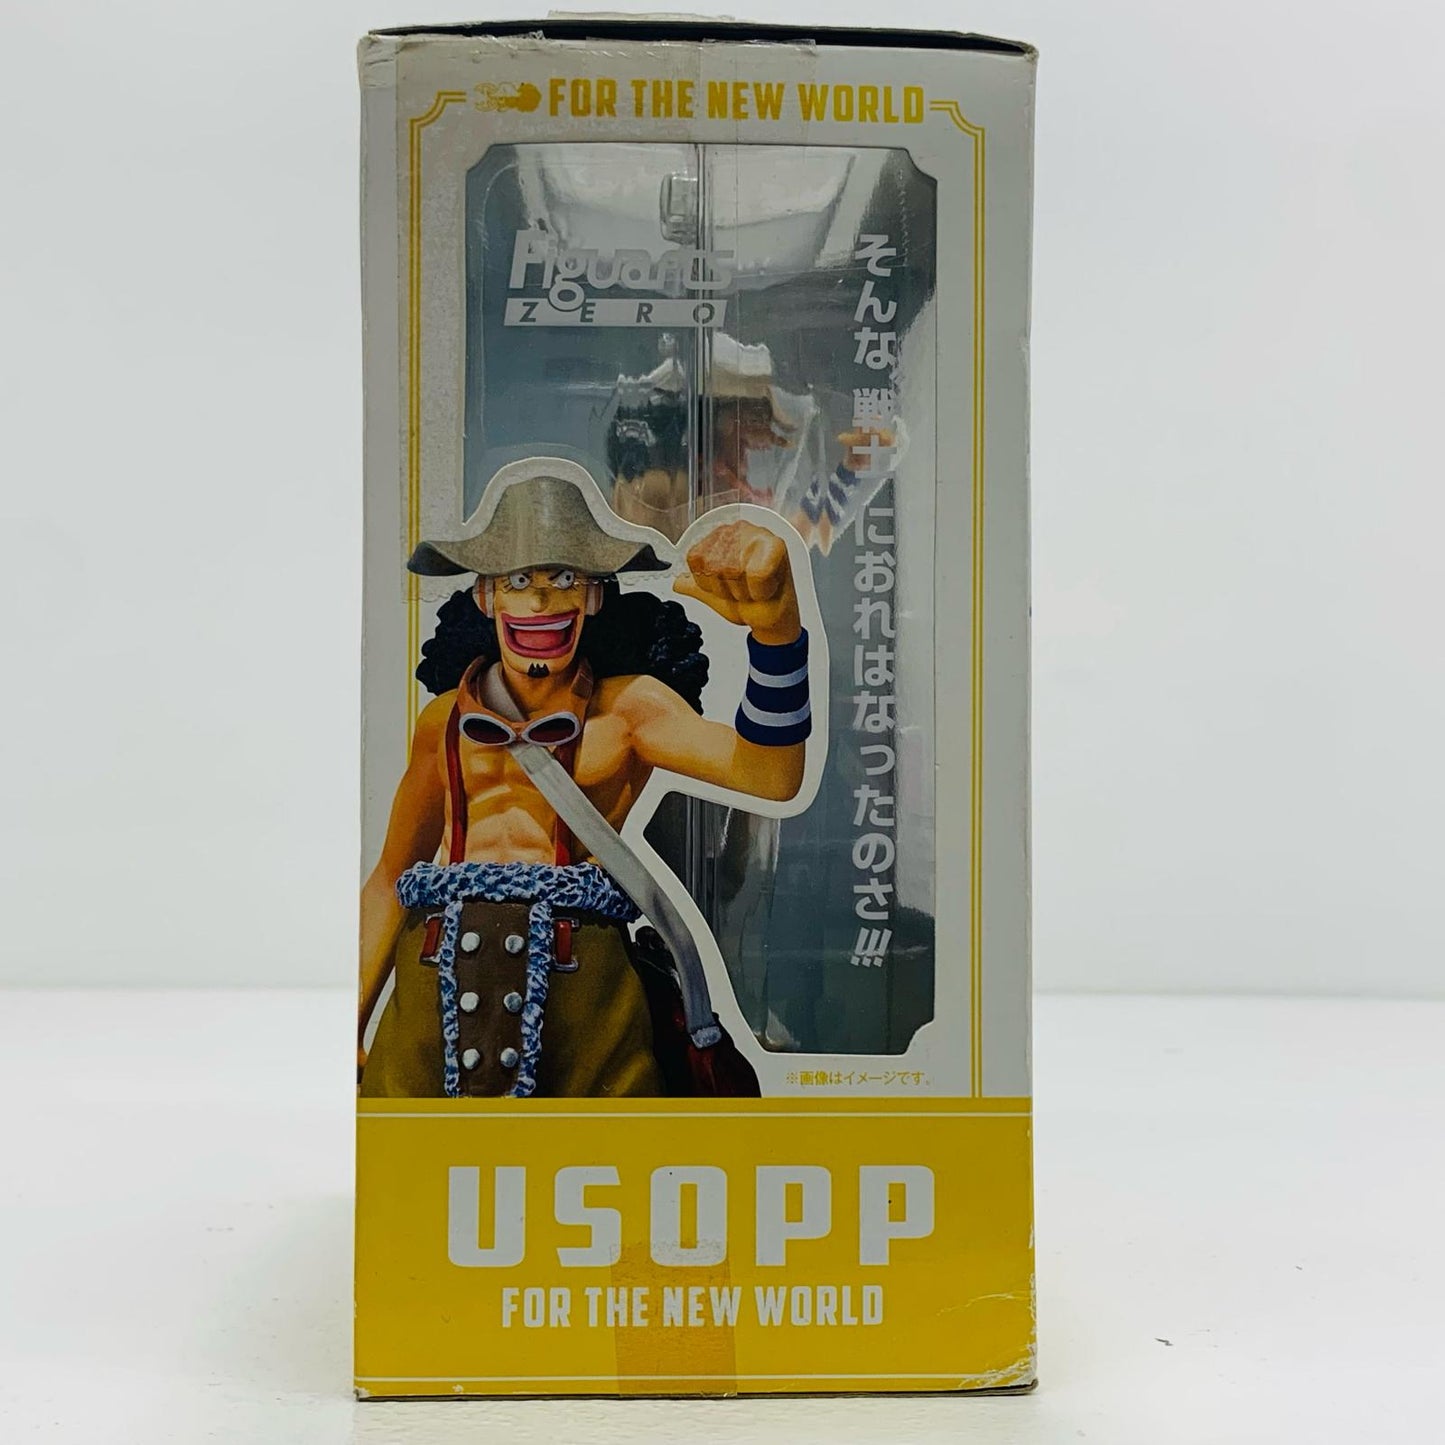 FOR THE NEW WORLD
Figuarts
ZERO
そんな戦士におれはなったのさ!!!
※画像はイメージです。
USOPP
FOR THE NEW WORLD